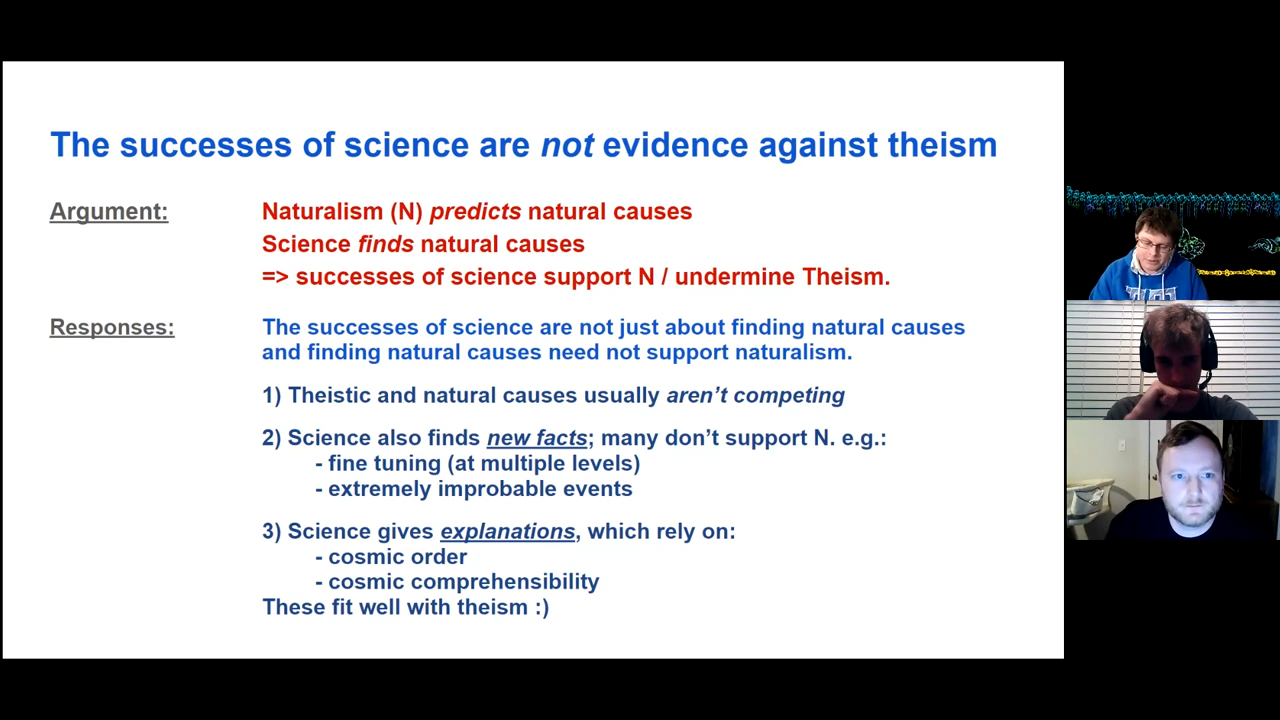 The successes of science are not evidence against theism
Argument:
Naturalism (N) predicts natural causes
Science finds natural causes
=> successes of science support N / undermine Theism.
Responses:
The successes of science are not just about finding natural causes
and finding natural causes need not support naturalism.
1) Theistic and natural causes usually aren’t competing
2) Science also finds new facts; many don’t support N. e.g.:
- fine tuning (at multiple levels)
- extremely improbable events
3) Science gives explanations, which rely on:
- cosmic order
- cosmic comprehensibility
These fit well with theism :)